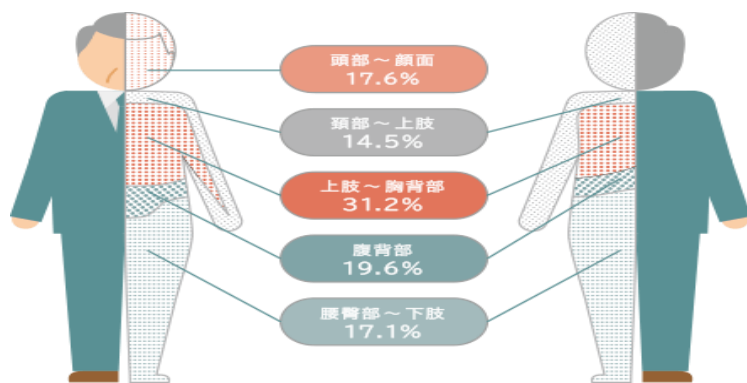 頭部～顔面
17.6%
頚部～上肢
14.5%
上肢～胸背部
31.2%
腹背部
19.6%
腰臀部～下肢
17.1%